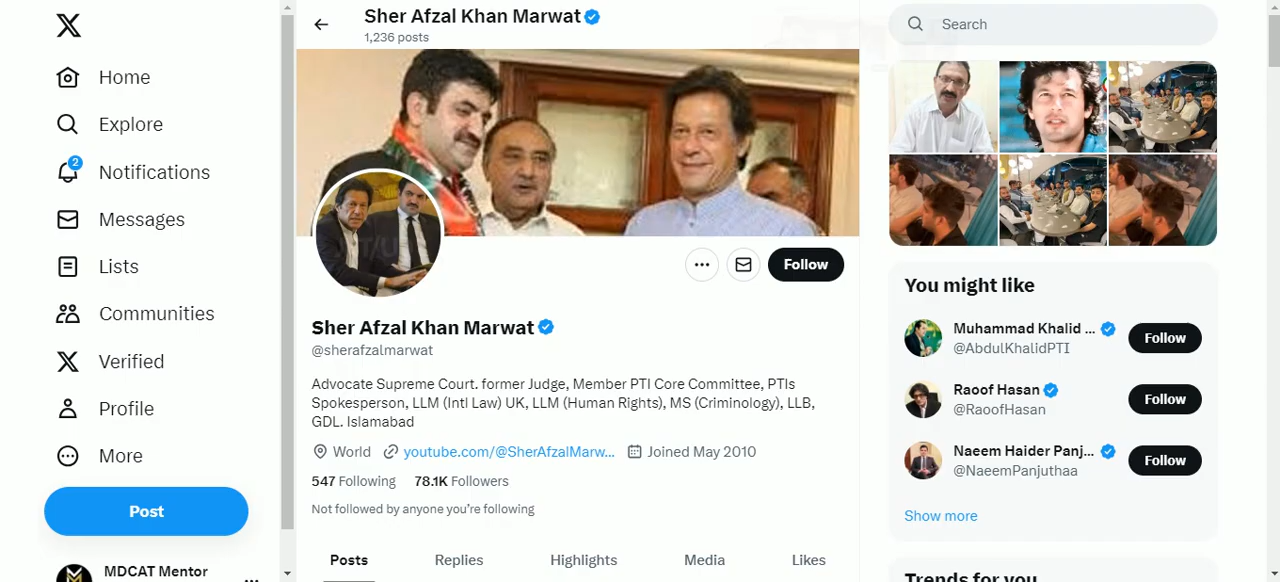 Sher Afzal Khan Marwat
1,236 posts
Home
Explore
2
Notifications
Messages
Lists
Communities
Verified
Profile
More
Post
MDCAT Mentor
Follow
Sher Afzal Khan Marwat
@sherafzalmarwat
Advocate Supreme Court. former Judge, Member PTI Core Committee, PTIs
Spokesperson, LLM (Intl Law) UK, LLM (Human Rights), MS (Criminology), LLB,
GDL. Islamabad
World youtube.com/@SherAfzalMarw... Joined May 2010
547 Following 78.1K Followers
Not followed by anyone you're following
Posts Replies Highlights Media Likes
Search
You might like
Muhammad Khalid ...
@AbdulKhalidPTI
Follow
Raoof Hasan
@RaoofHasan
Follow
Naeem Haider Panj...
@NaeemPanjuthaa
Follow
Show more
Trends for you